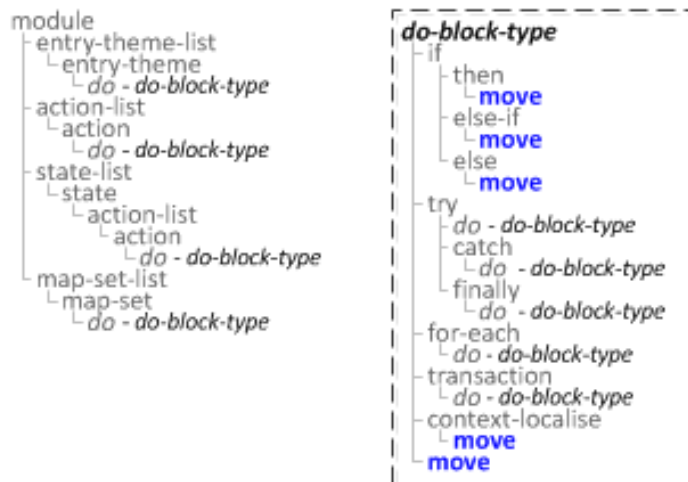 module
entry-theme-list
entry-theme
do - do-block-type
action-list
action
do - do-block-type
state-list
state
action-list
action
do - do-block-type
map-set-list
map-set
do - do-block-type
do-block-type
if
then
move
else-if
move
else
move
try
do - do-block-type
catch
do - do-block-type
finally
do - do-block-type
for-each
do - do-block-type
transaction
do - do-block-type
context-localise
move
move